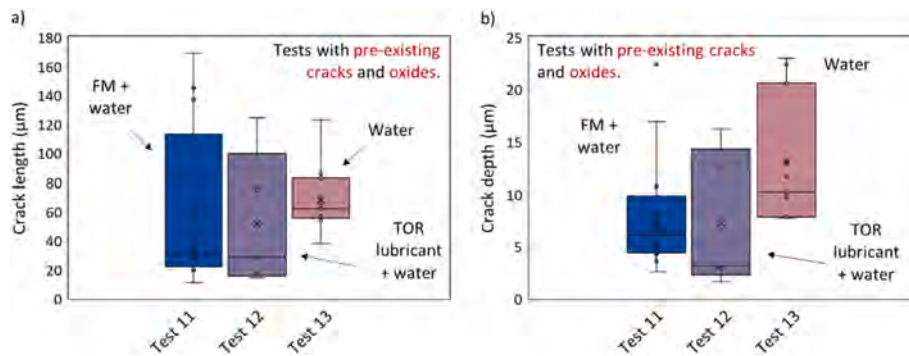 a)
Tests with pre-existing
cracks and oxides.
FM +
water
Water
TOR
lubricant
+ water
Crack length (µm)
180
160
140
120
100
80
60
40
20
0
Test 11
Test 12
Test 13
b)
Tests with pre-existing cracks
and oxides.
Water
FM +
water
TOR
lubricant
+ water
Crack depth (µm)
25
20
15
10
5
0
Test 11
Test 12
Test 13